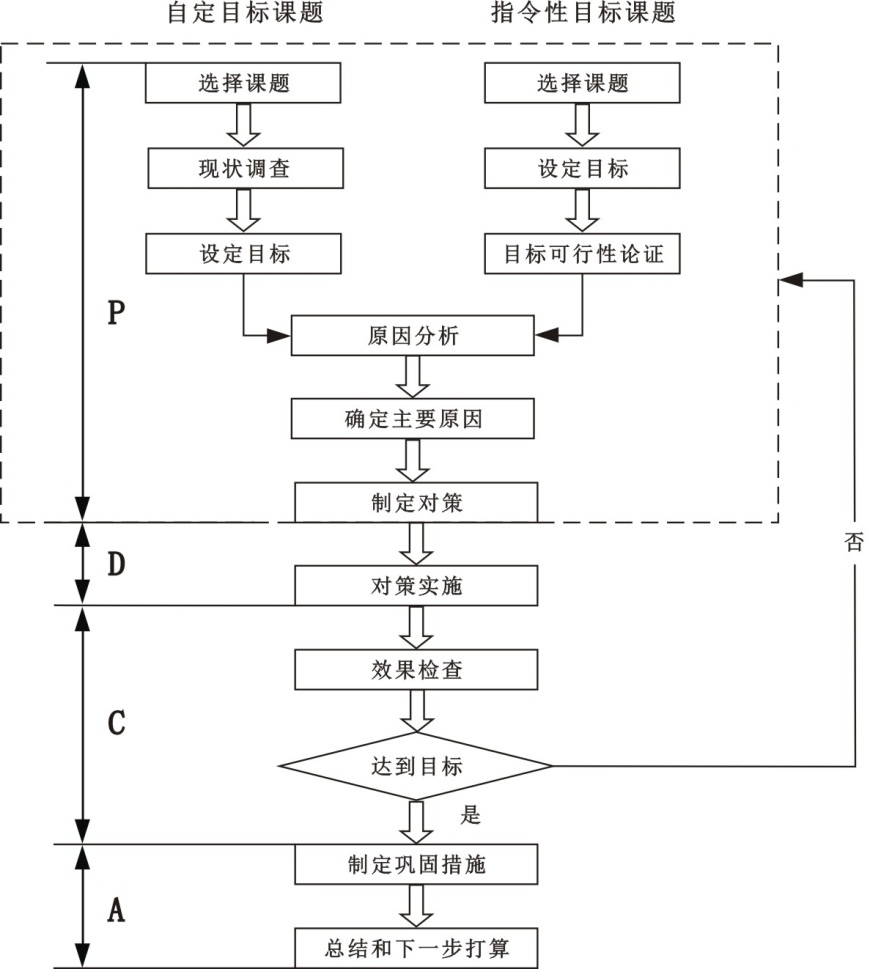 自定目标课题
指令性目标课题
选择课题
选择课题
现状调查
设定目标
设定目标
目标可行性论证
P
原因分析
确定主要原因
制定对策
否
D
对策实施
效果检查
C
达到目标
是
制定巩固措施
A
总结和下一步打算